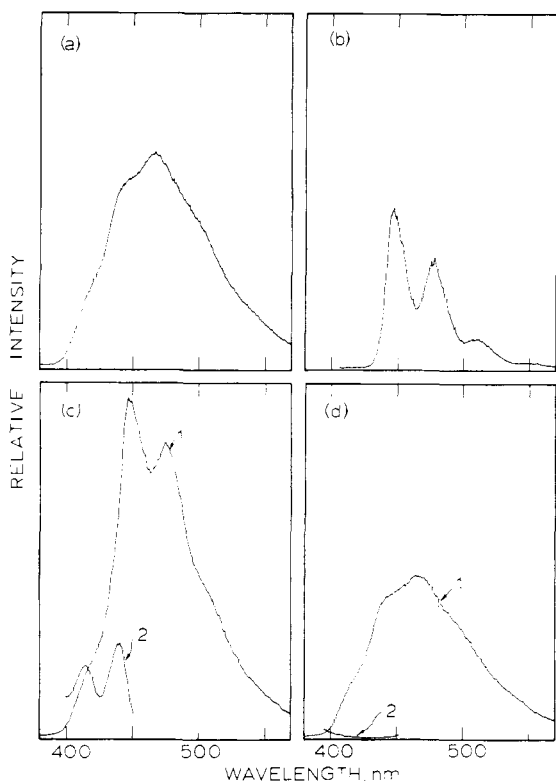 (a)
(b)
RELATIVE INTENSITY
(c)
1
2
(d)
1
2
400
500
400
500
WAVELENGTH, nm